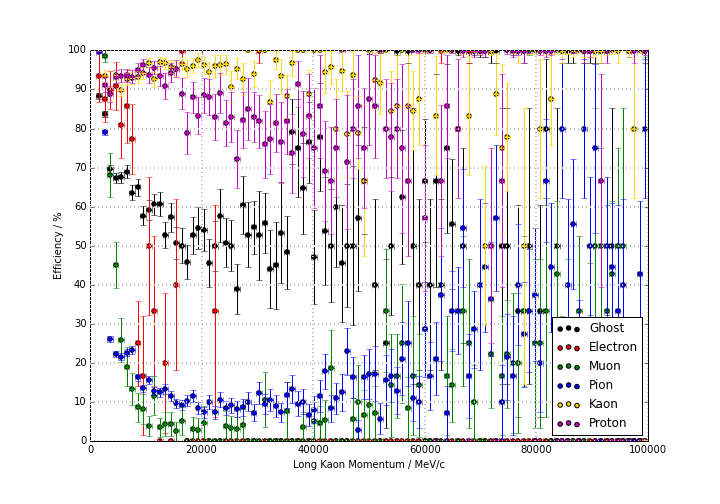 100
90
80
70
60
50
40
30
20
10
0
Efficiency / %
0 20000 40000 60000 80000 100000
Long Kaon Momentum / MeV/c
Ghost
Electron
Muon
Pion
Kaon
Proton